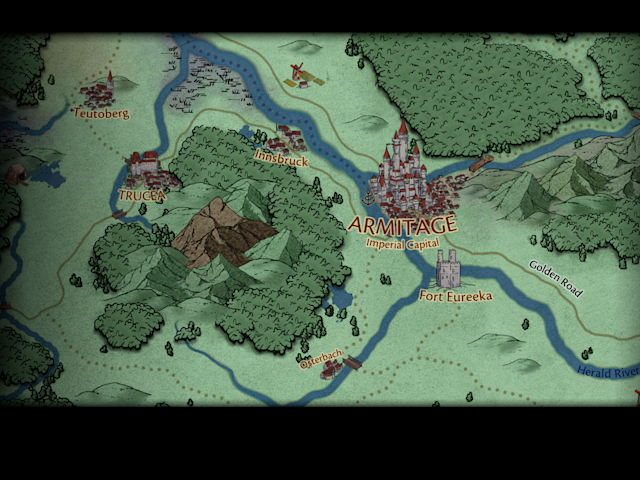 Teutoberg
Innsbruck
TRUCEA
ARMITAGE
Imperial Capital
Golden Road
Fort Eureeka
Osterbach
Herald River